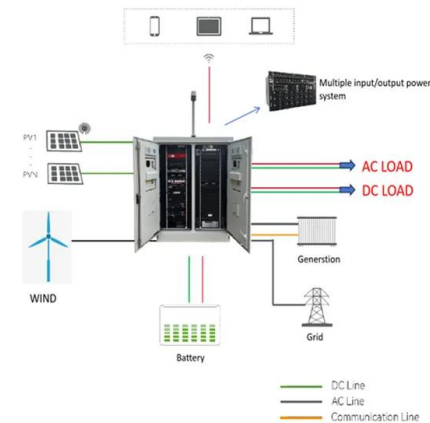 Multiple input/output power
system
PV1
PVN
AC LOAD
DC LOAD
WIND
Generstion
Battery
Grid
DC Line
AC Line
Communication Line